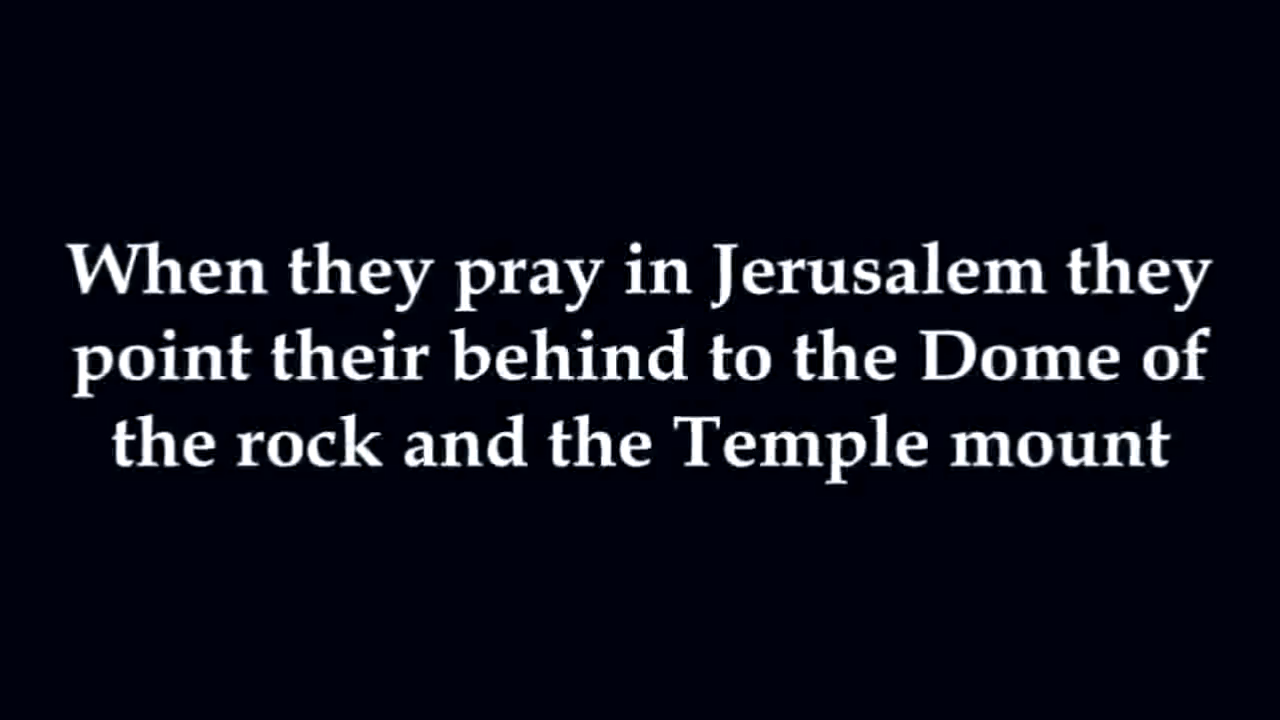 When they pray in Jerusalem they
point their behind to the Dome of
the rock and the Temple mount